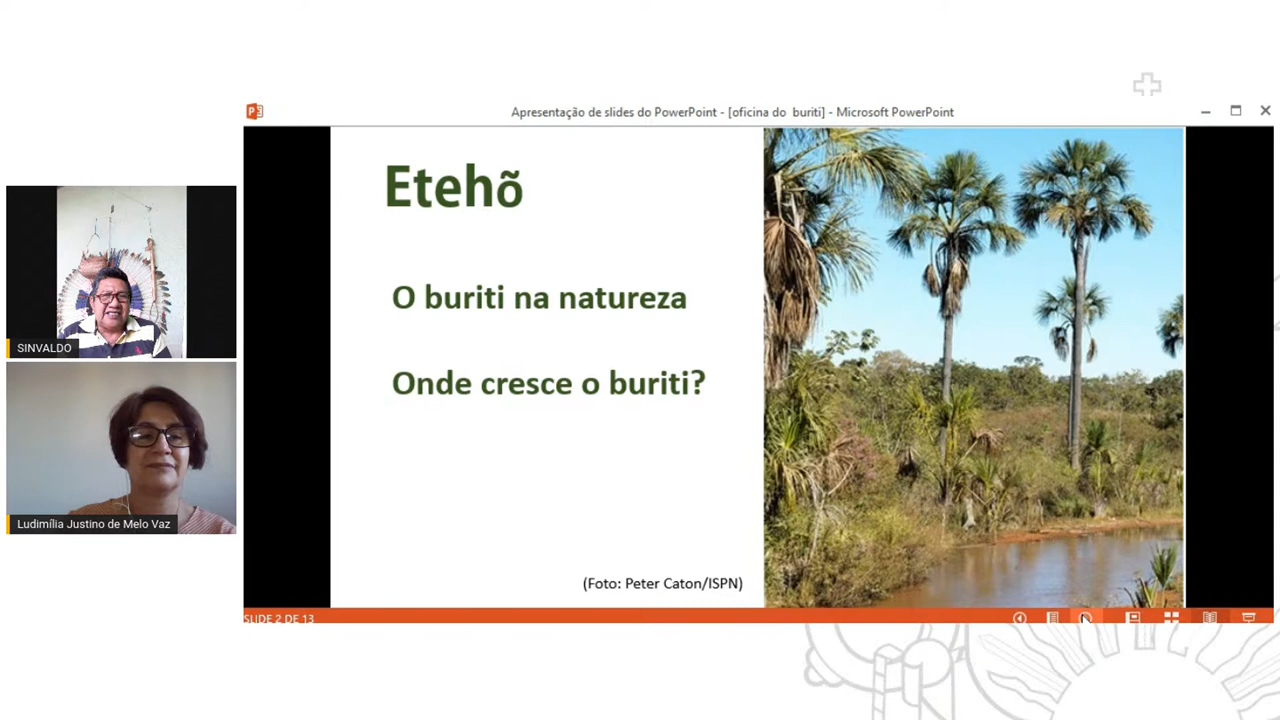 Apresentação de slides do PowerPoint - [oficina do buriti] - Microsoft PowerPoint
Etehõ
O buriti na natureza
Onde cresce o buriti?
(Foto: Peter Caton/ISPN)
SINVALDO
Ludimília Justino de Melo Vaz
SLIDE 2 DE 13